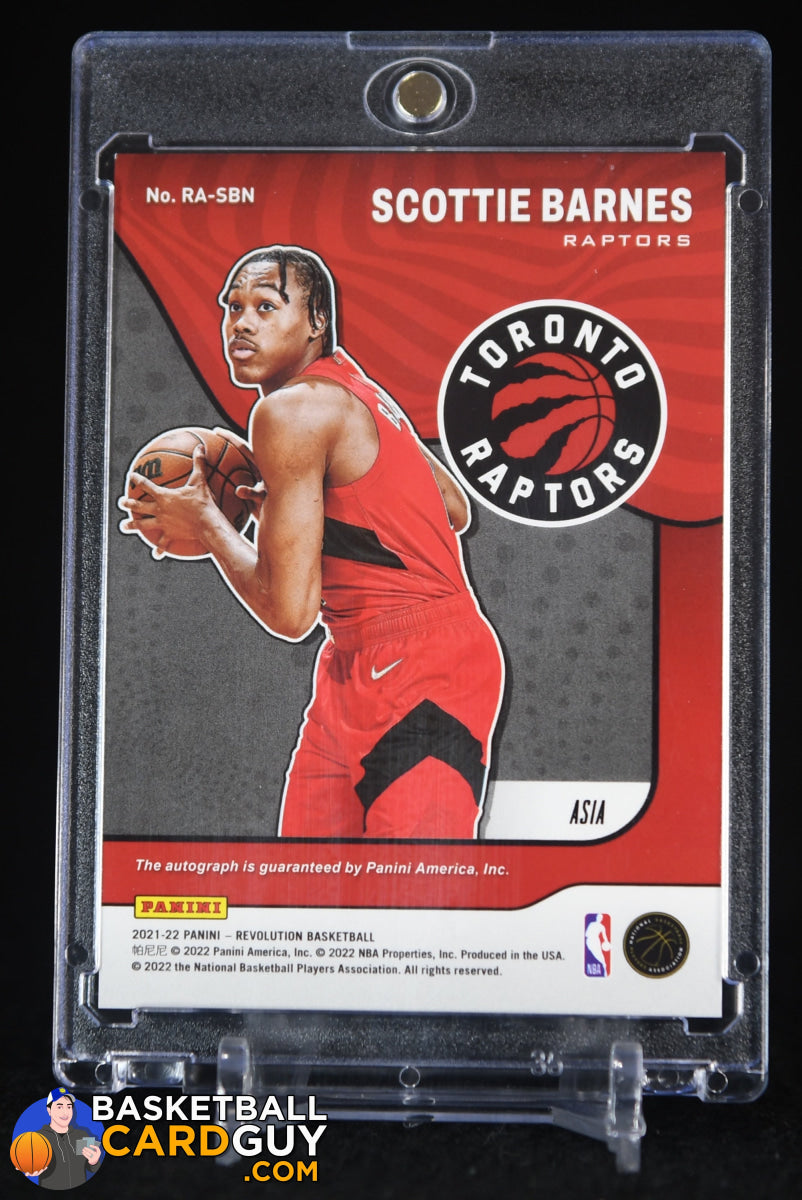 No. RA-SBN
SCOTTIE BARNES
RAPTORS
TORONTO
RAPTORS
ASIA
The autograph is guaranteed by Panini America, Inc.
PANINI
2021-22 PANINI – REVOLUTION BASKETBALL
帕尼尼 © 2022 Panini America, Inc. © 2022 NBA Properties, Inc. Produced in the USA.
© 2022 the National Basketball Players Association. All rights reserved.
NBA
BASKETBALL
CARDGUY
.COM